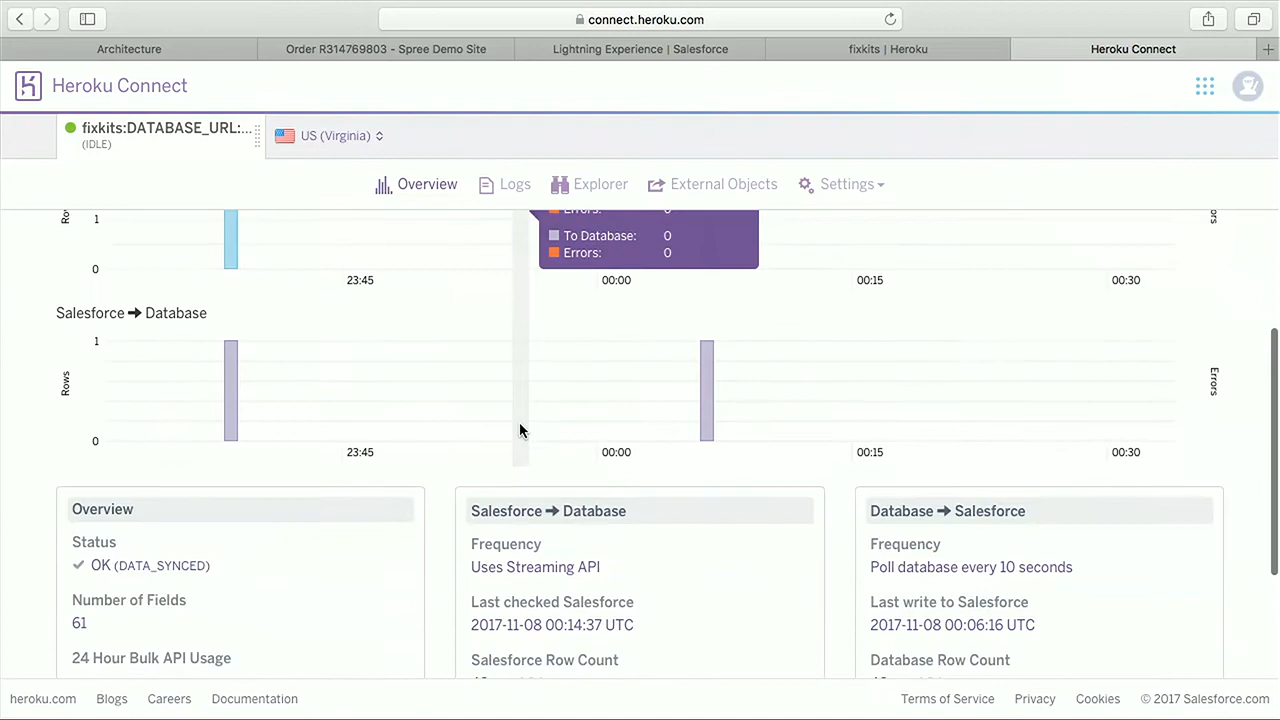 connect.heroku.com
Architecture
Order R314769803 - Spree Demo Site
Lightning Experience | Salesforce
fixkits | Heroku
Heroku Connect
+
Heroku Connect
fixkits:DATABASE_URL:...
(IDLE)
US (Virginia)
Overview
Logs
Explorer
External Objects
Settings
1
0
23:45
00:00
00:15
00:30
To Database: 0
Errors: 0
Salesforce ➔ Database
Rows
1
0
Errors
23:45
00:00
00:15
00:30
Overview
Status
✓ OK (DATA_SYNCED)
Number of Fields
61
24 Hour Bulk API Usage
Salesforce ➔ Database
Frequency
Uses Streaming API
Last checked Salesforce
2017-11-08 00:14:37 UTC
Salesforce Row Count
Database ➔ Salesforce
Frequency
Poll database every 10 seconds
Last write to Salesforce
2017-11-08 00:06:16 UTC
Database Row Count
heroku.com
Blogs
Careers
Documentation
Terms of Service
Privacy
Cookies
© 2017 Salesforce.com